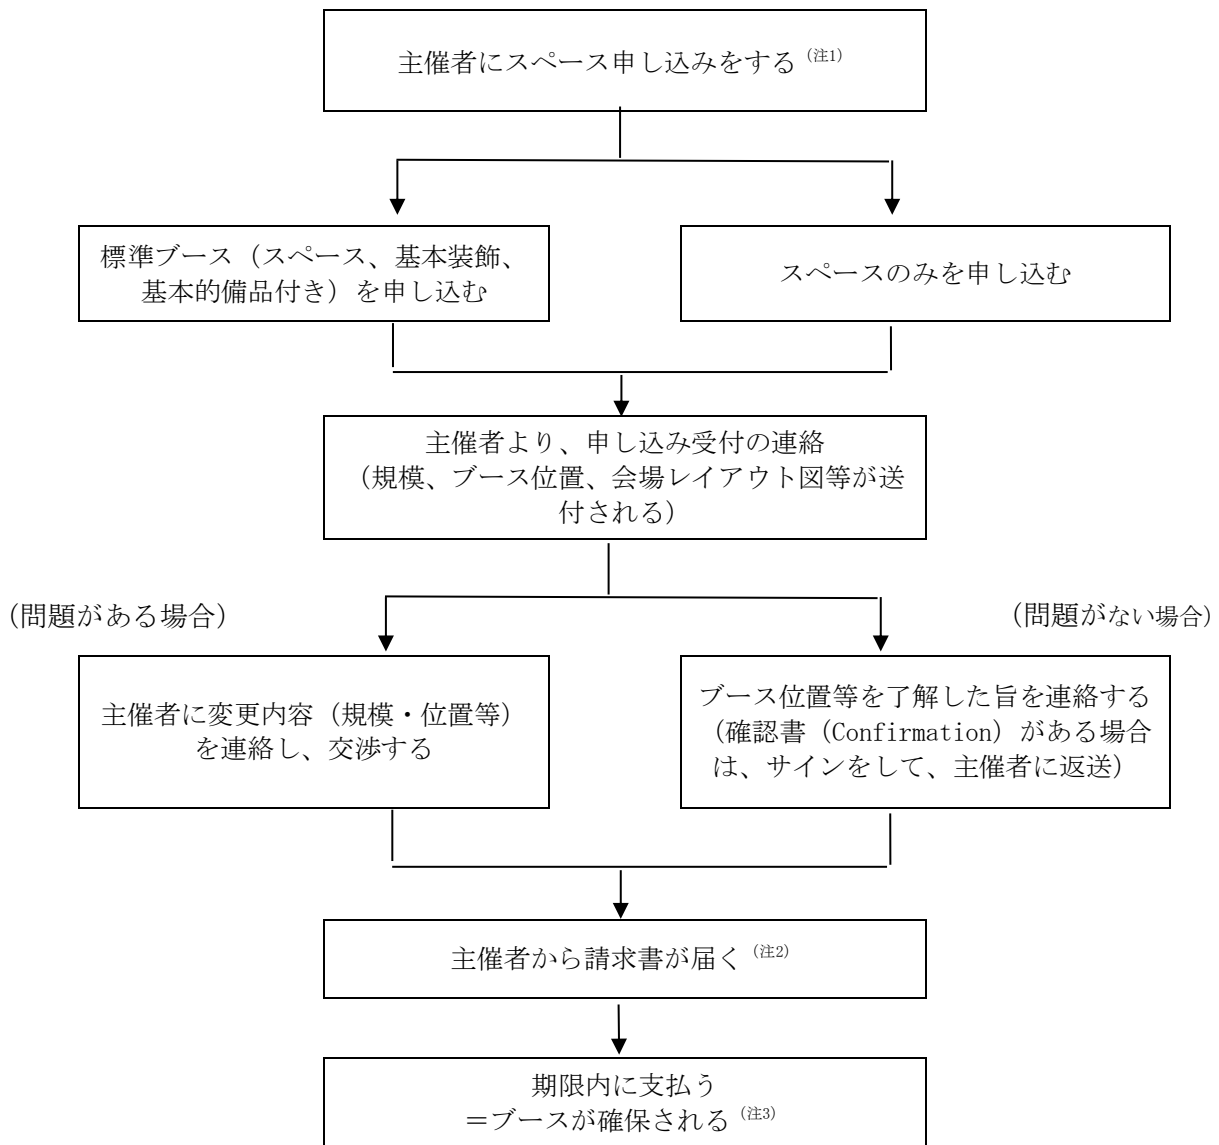 主催者にスペース申し込みをする (注1)
標準ブース（スペース、基本装飾、
基本的備品付き）を申し込む
スペースのみを申し込む
主催者より、申し込み受付の連絡
（規模、ブース位置、会場レイアウト図等が送
付される）
（問題がある場合）
（問題がない場合）
主催者に変更内容（規模・位置等）
を連絡し、交渉する
ブース位置等を了解した旨を連絡する
（確認書（Confirmation）がある場合
は、サインをして、主催者に返送）
主催者から請求書が届く (注2)
期限内に支払う
＝ブースが確保される (注3)